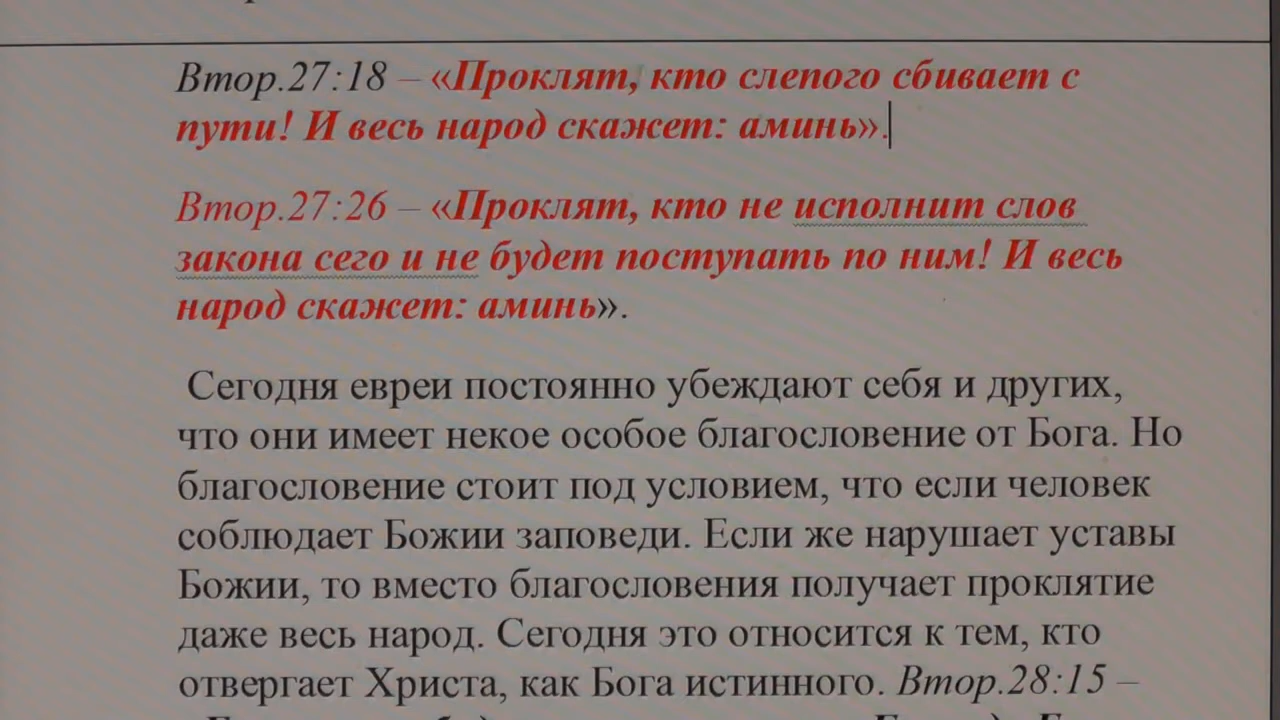 Втор.27:18 – «Проклят, кто слепого сбивает с
пути! И весь народ скажет: аминь».
Втор.27:26 – «Проклят, кто не исполнит слов
закона сего и не будет поступать по ним! И весь
народ скажет: аминь».
Сегодня евреи постоянно убеждают себя и других,
что они имеет некое особое благословение от Бога. Но
благословение стоит под условием, что если человек
соблюдает Божии заповеди. Если же нарушает уставы
Божии, то вместо благословения получает проклятие
даже весь народ. Сегодня это относится к тем, кто
отвергает Христа, как Бога истинного. Втор.28:15 –